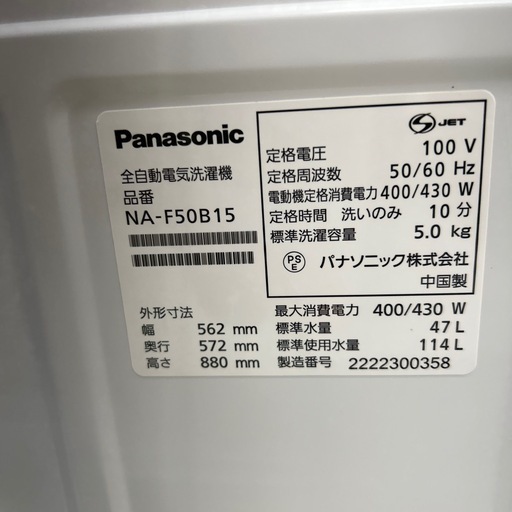 Panasonic
全自動電気洗濯機
品番
NA-F50B15
外形寸法
幅 562 mm
奥行 572 mm
高さ 880 mm
S JET
定格電圧 100 V
定格周波数 50/60 Hz
電動機定格消費電力 400/430 W
定格時間 洗いのみ 10 分
標準洗濯容量 5.0 kg
PS E パナソニック株式会社
中国製
最大消費電力 400/430 W
標準水量 47 L
標準使用水量 114 L
製造番号 2222300358